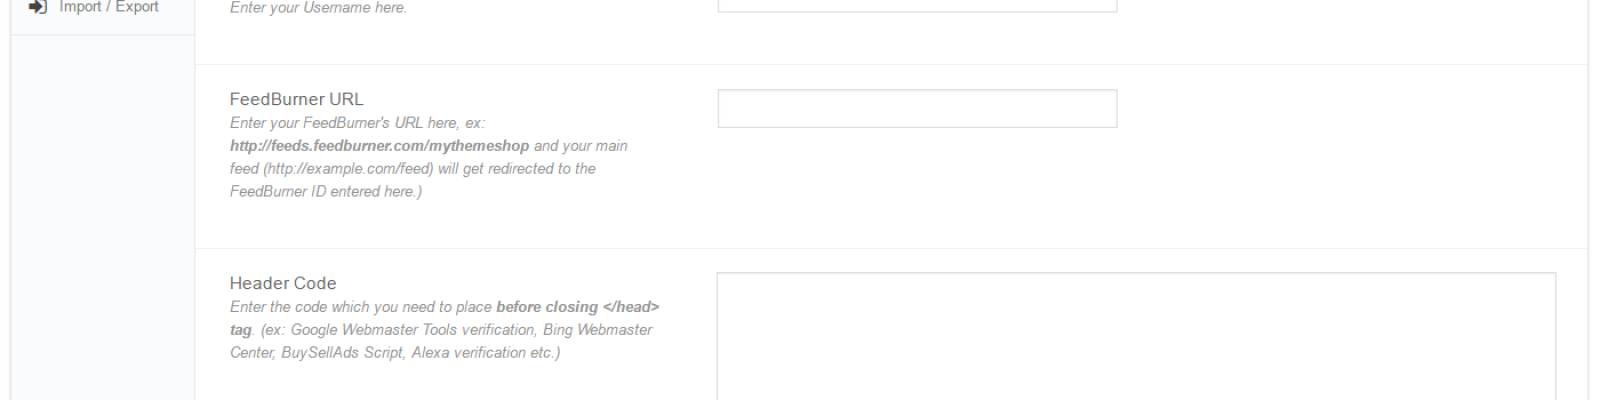 Import / Export
Enter your Username here.
FeedBurner URL
Enter your FeedBurner's URL here, ex:
http://feeds.feedburner.com/mythemeshop and your main
feed (http://example.com/feed) will get redirected to the
FeedBurner ID entered here.)
Header Code
Enter the code which you need to place before closing </head>
tag. (ex: Google Webmaster Tools verification, Bing Webmaster
Center, BuySellAds Script, Alexa verification etc.)